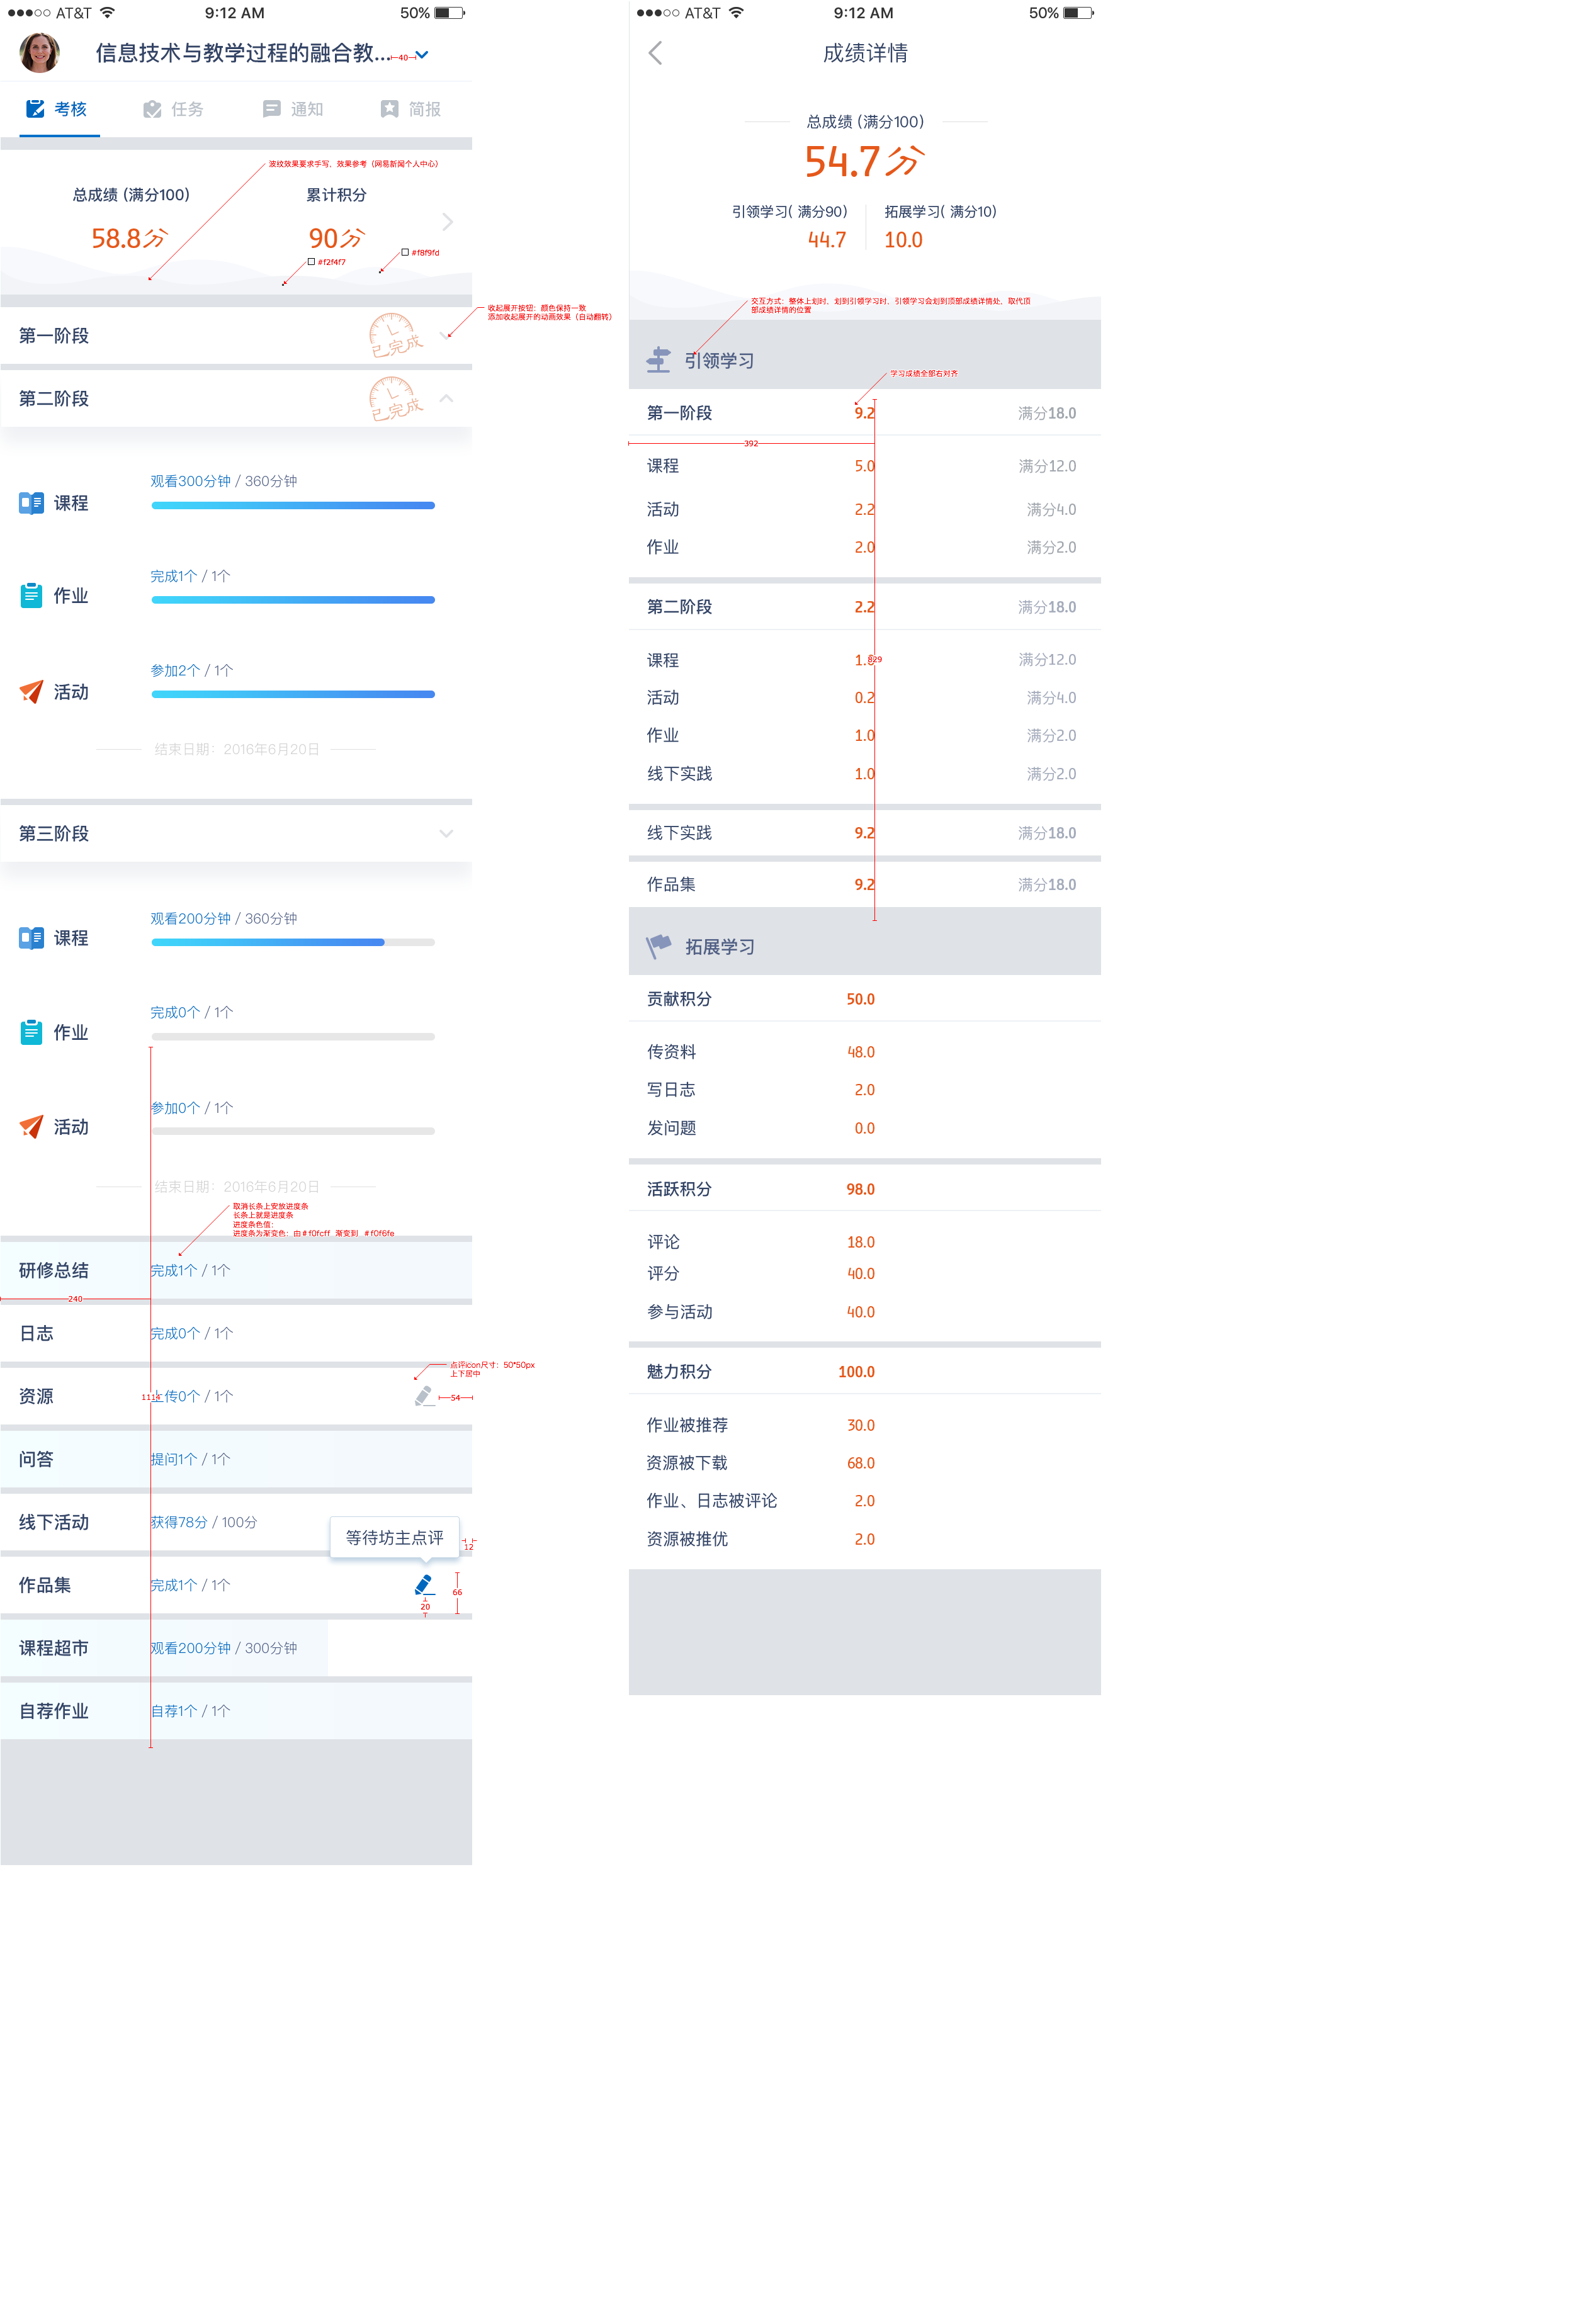 AT&T 9:12 AM 50%
信息技术与教学过程的融合教...
40
考核 任务 通知 简报
波纹效果要求手写、效果参考（网易新闻个人中心）
总成绩 (满分100) 累计积分
58.8分 90分
#f8f9fd
#f2f4f7
收起展开按钮：颜色保持一致
添加收起展开的动画效果（自动翻转）
第一阶段 已完成
第二阶段 已完成
观看300分钟 / 360分钟
课程
完成1个 / 1个
作业
参加2个 / 1个
活动
结束日期：2016年6月20日
第三阶段
观看200分钟 / 360分钟
课程
完成0个 / 1个
作业
参加0个 / 1个
活动
结束日期：2016年6月20日
取消长条上安放进度条
长条上就是进度条
进度条色值：
进度条为渐变色：由#f0fcff 渐变到 #f0f6fe
研修总结 完成1个 / 1个
240
日志 完成0个 / 1个
点评icon尺寸：50*50px
上下居中
资源 上传0个 / 1个
1114
54
问答 提问1个 / 1个
线下活动 获得78分 / 100分
等待坊主点评
12
作品集 完成1个 / 1个
66
20
课程超市 观看200分钟 / 300分钟
自荐作业 自荐1个 / 1个
AT&T 9:12 AM 50%
成绩详情
总成绩 (满分100)
54.7分
引领学习( 满分90) 拓展学习( 满分10)
44.7 10.0
交互方式：整体上划时、划到引领学习时、引领学习会划到顶部成绩详情处、取代顶
部成绩详情的位置
引领学习
学习成绩全部右对齐
第一阶段 9.2 满分18.0
392
课程 5.0 满分12.0
活动 2.2 满分4.0
作业 2.0 满分2.0
第二阶段 2.2 满分18.0
课程 满分12.0
活动 0.2 满分4.0
作业 1.0 满分2.0
线下实践 1.0 满分2.0
线下实践 9.2 满分18.0
作品集 9.2 满分18.0
拓展学习
贡献积分 50.0
传资料 48.0
写日志 2.0
发问题 0.0
活跃积分 98.0
评论 18.0
评分 40.0
参与活动 40.0
魅力积分 100.0
作业被推荐 30.0
资源被下载 68.0
作业、日志被评论 2.0
资源被推优 2.0